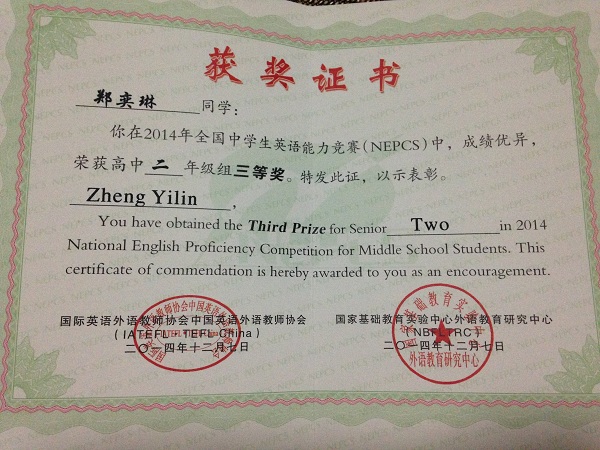 获奖证书
郑奕琳 同学：
你在2014年全国中学生英语能力竞赛(NEPCS)中，成绩优异，
荣获高中 二 年级组三等奖。特发此证，以示表彰。
Zheng Yilin ,
You have obtained the Third Prize for Senior Two in 2014
National English Proficiency Competition for Middle School Students. This
certificate of commendation is hereby awarded to you as an encouragement.
国际英语外语教师协会中国英语外语教师协会
(IATEFL-TEFL China)
二〇一四年十二月七日
国家基础教育实验中心外语教育研究中心
(NBFLTRC)
二〇一四年十二月七日
外语教育研究中心